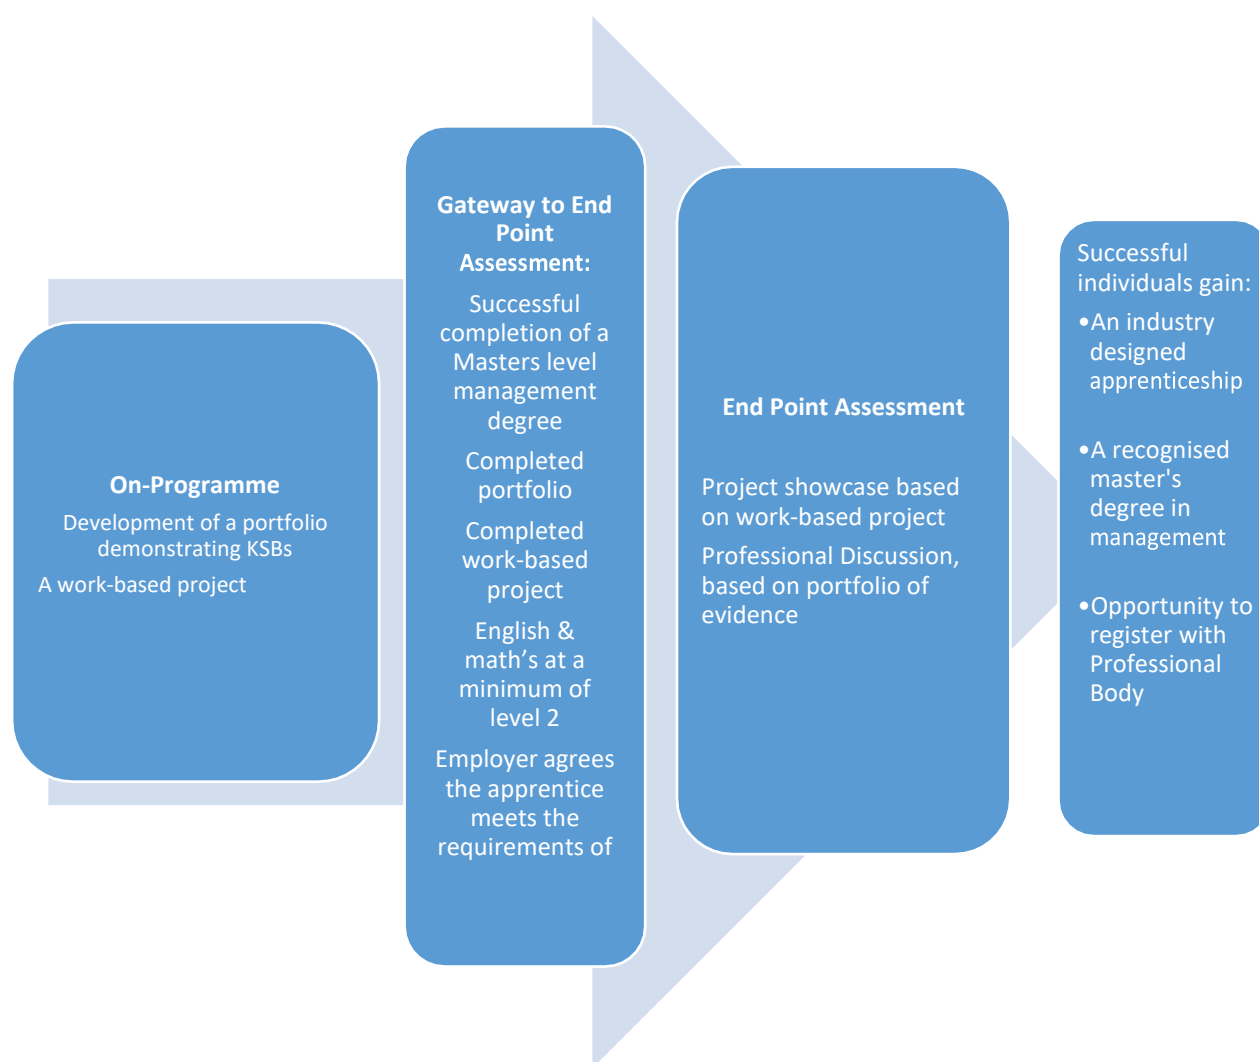 On-Programme
Development of a portfolio
demonstrating KSBs
A work-based project
Gateway to End
Point
Assessment:
Successful
completion of a
Masters level
management
degree
Completed
portfolio
Completed
work-based
project
English &
math’s at a
minimum of
level 2
Employer agrees
the apprentice
meets the
requirements of
End Point Assessment
Project showcase based
on work-based project
Professional Discussion,
based on portfolio of
evidence
Successful
individuals gain:
•An industry
designed
apprenticeship
•A recognised
master's
degree in
management
•Opportunity to
register with
Professional
Body